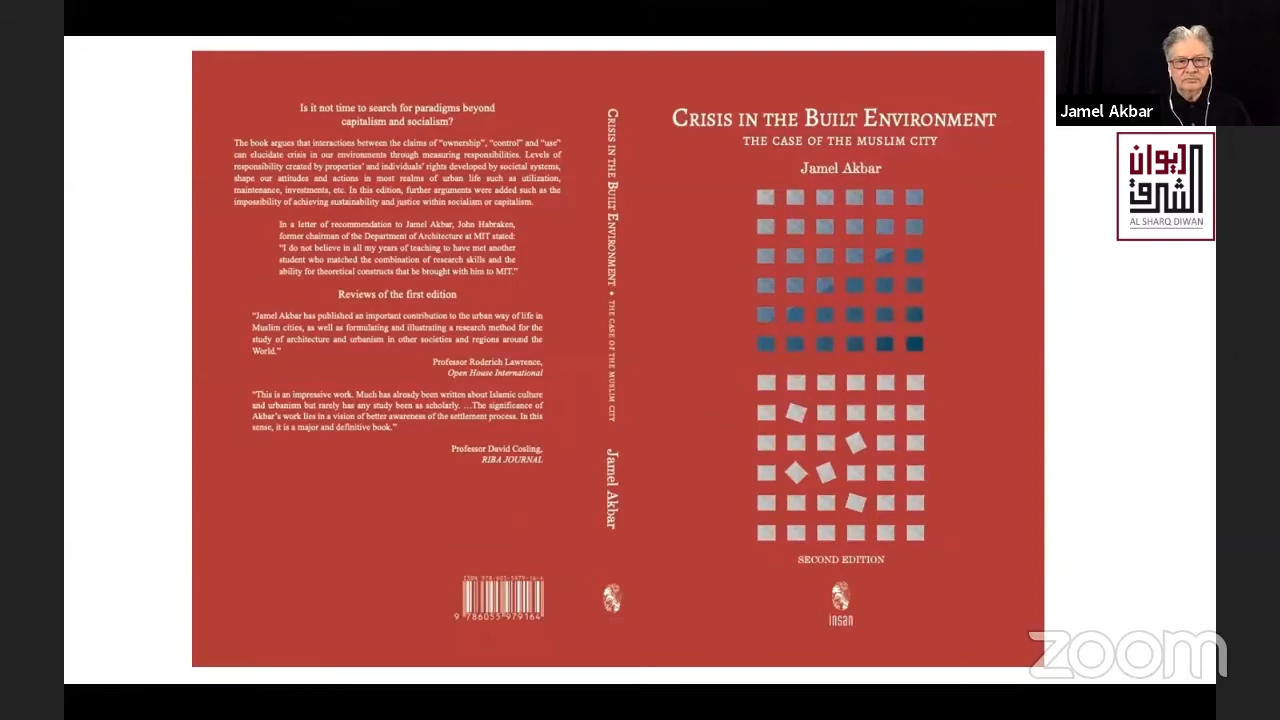 Is it not time to search for paradigms beyond
capitalism and socialism?
The book argues that interactions between the claims of "ownership", "control" and "use"
can elucidate crisis in our environments through measuring responsibilities. Levels of
responsibility created by properties' and individuals' rights developed by societal systems,
shape our attitudes and actions in most realms of urban life such as utilization,
maintenance, investments, etc. In this edition, further arguments were added such as the
impossibility of achieving sustainability and justice within socialism or capitalism.
In a letter of recommendation to Jamel Akbar, John Habraken,
former chairman of the Department of Architecture at MIT stated:
"I do not believe in all my years of teaching to have met another
student who matched the combination of research skills and the
ability for theoretical constructs that he brought with him to MIT."
Reviews of the first edition
"Jamel Akbar has published an important contribution to the urban way of life in
Muslim cities, as well as formulating and illustrating a research method for the
study of architecture and urbanism in other societies and regions around the
World."
Professor Roderich Lawrence,
Open House International
"This is an impressive work. Much has already been written about Islamic culture
and urbanism but rarely has any study been as scholarly. …The significance of
Akbar's work lies in a vision of better awareness of the settlement process. In this
sense, it is a major and definitive book."
Professor David Cosling,
RIBA JOURNAL
ISBN 978-605-5979-16-4
9 786055 979164
Crisis in the Built Environment • The Case of the Muslim City
Jamel Akbar
Crisis in the Built Environment
The Case of the Muslim City
Jamel Akbar
Second Edition
insan
Jamel Akbar
الديوان
الشرق
AL SHARQ DIWAN
zoom